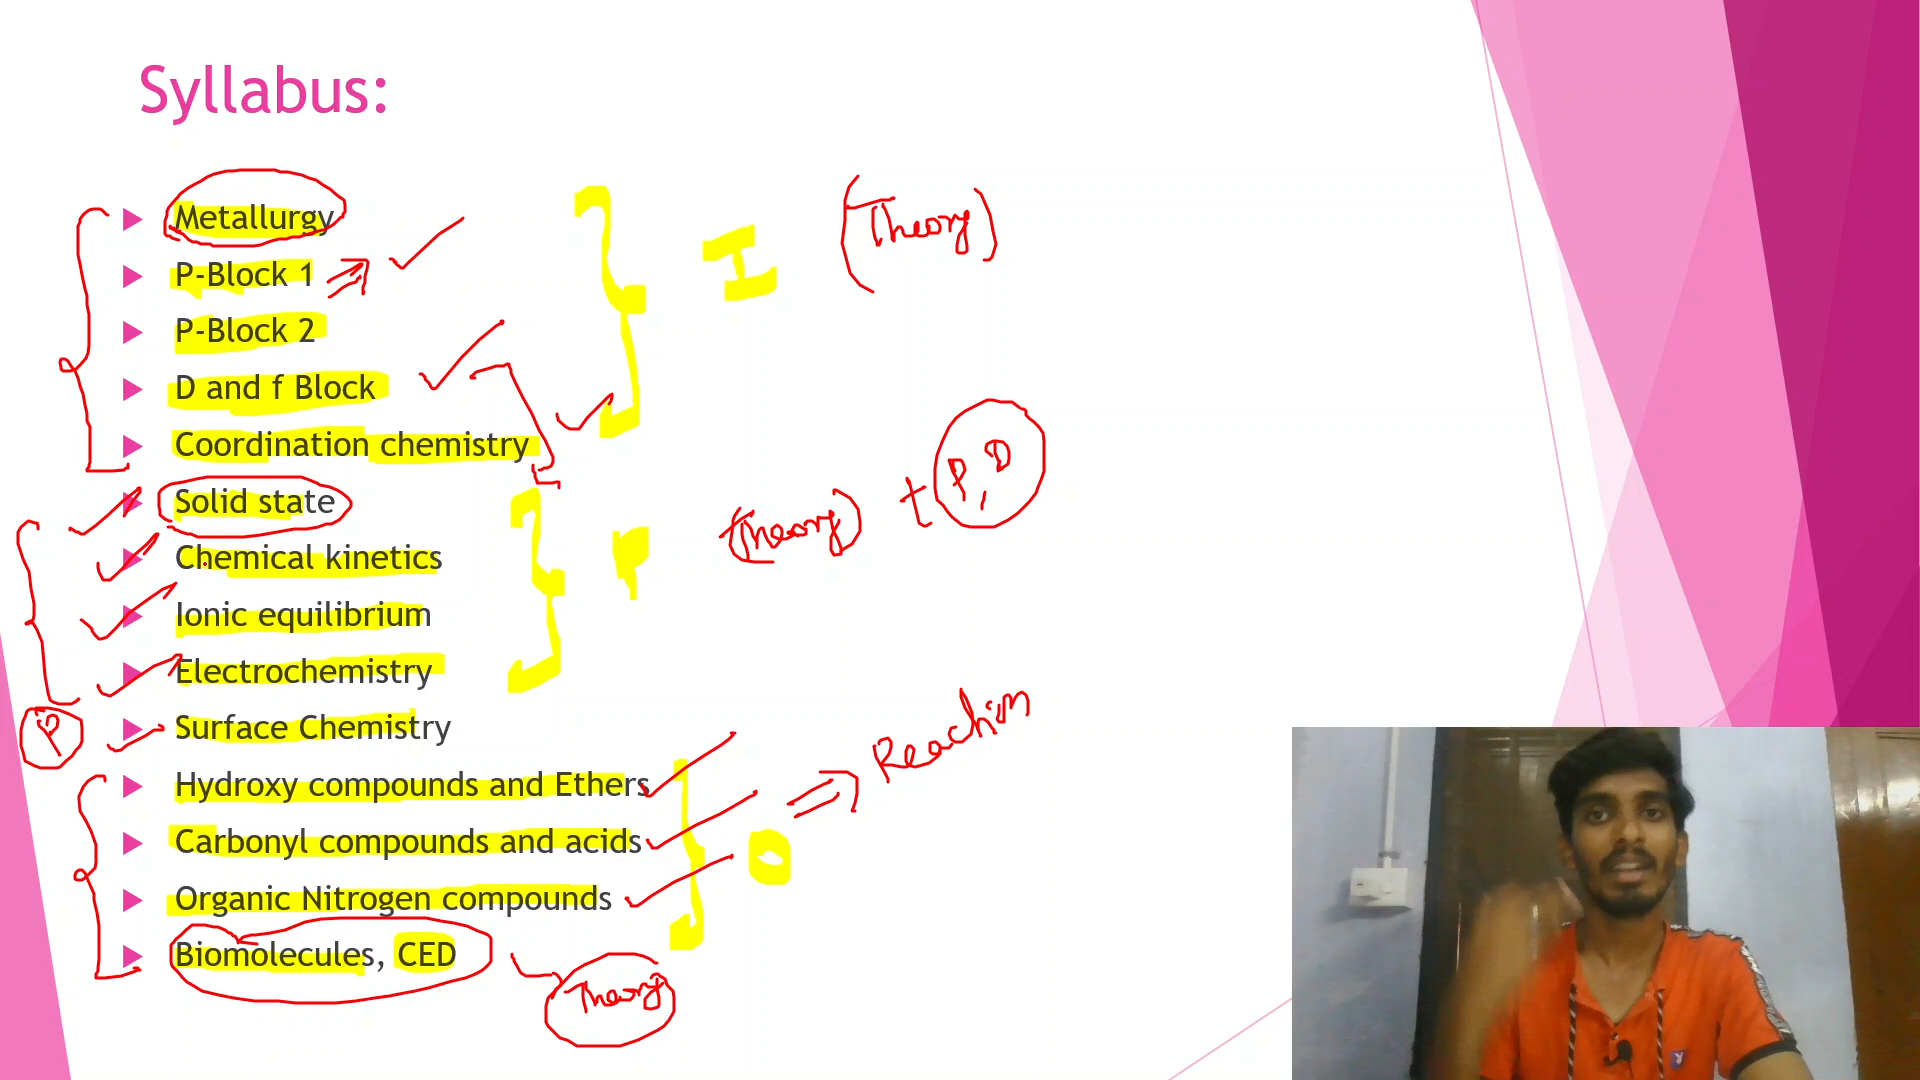 Syllabus:
Metallurgy
P-Block 1
P-Block 2
D and f Block
Coordination chemistry
Solid state
Chemical kinetics
Ionic equilibrium
Electrochemistry
Surface Chemistry
Hydroxy compounds and Ethers
Carbonyl compounds and acids
Organic Nitrogen compounds
Biomolecules, CED
I
(Theory)
P
(Theory) + P, D
O
Reaction
Theory